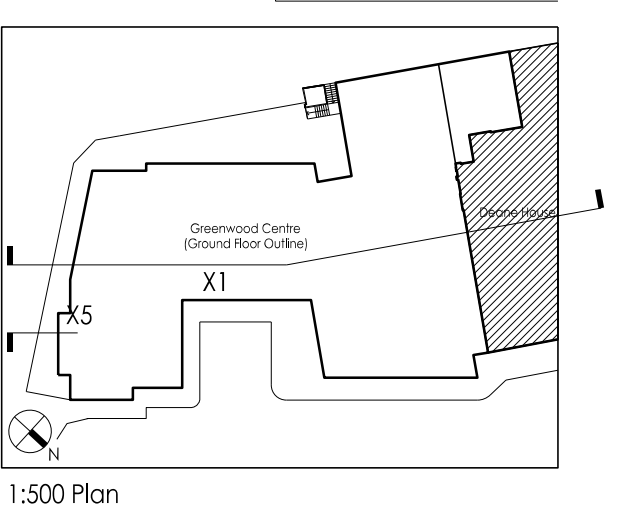 Deane House
Greenwood Centre
(Ground Floor Outline)
X1
X5
N
1:500 Plan